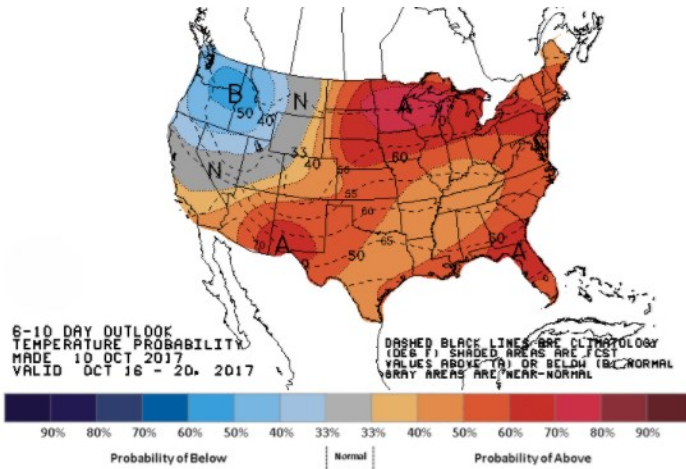 B
50
40
N
33
40
N
A
70
60
50
55
60
65
50
A
70
60
A
6-10 DAY OUTLOOK
TEMPERATURE PROBABILITY
MADE 10 OCT 2017
VALID OCT 16 - 20, 2017
DASHED BLACK LINES ARE CLIMATOLOGY
(DEG F) SHADED AREAS ARE FCST
VALUES ABOVE (A) OR BELOW (B) NORMAL
GRAY AREAS ARE NEAR-NORMAL
90% 80% 70% 60% 50% 40% 33% 33% 40% 50% 60% 70% 80% 90%
Probability of Below Normal Probability of Above